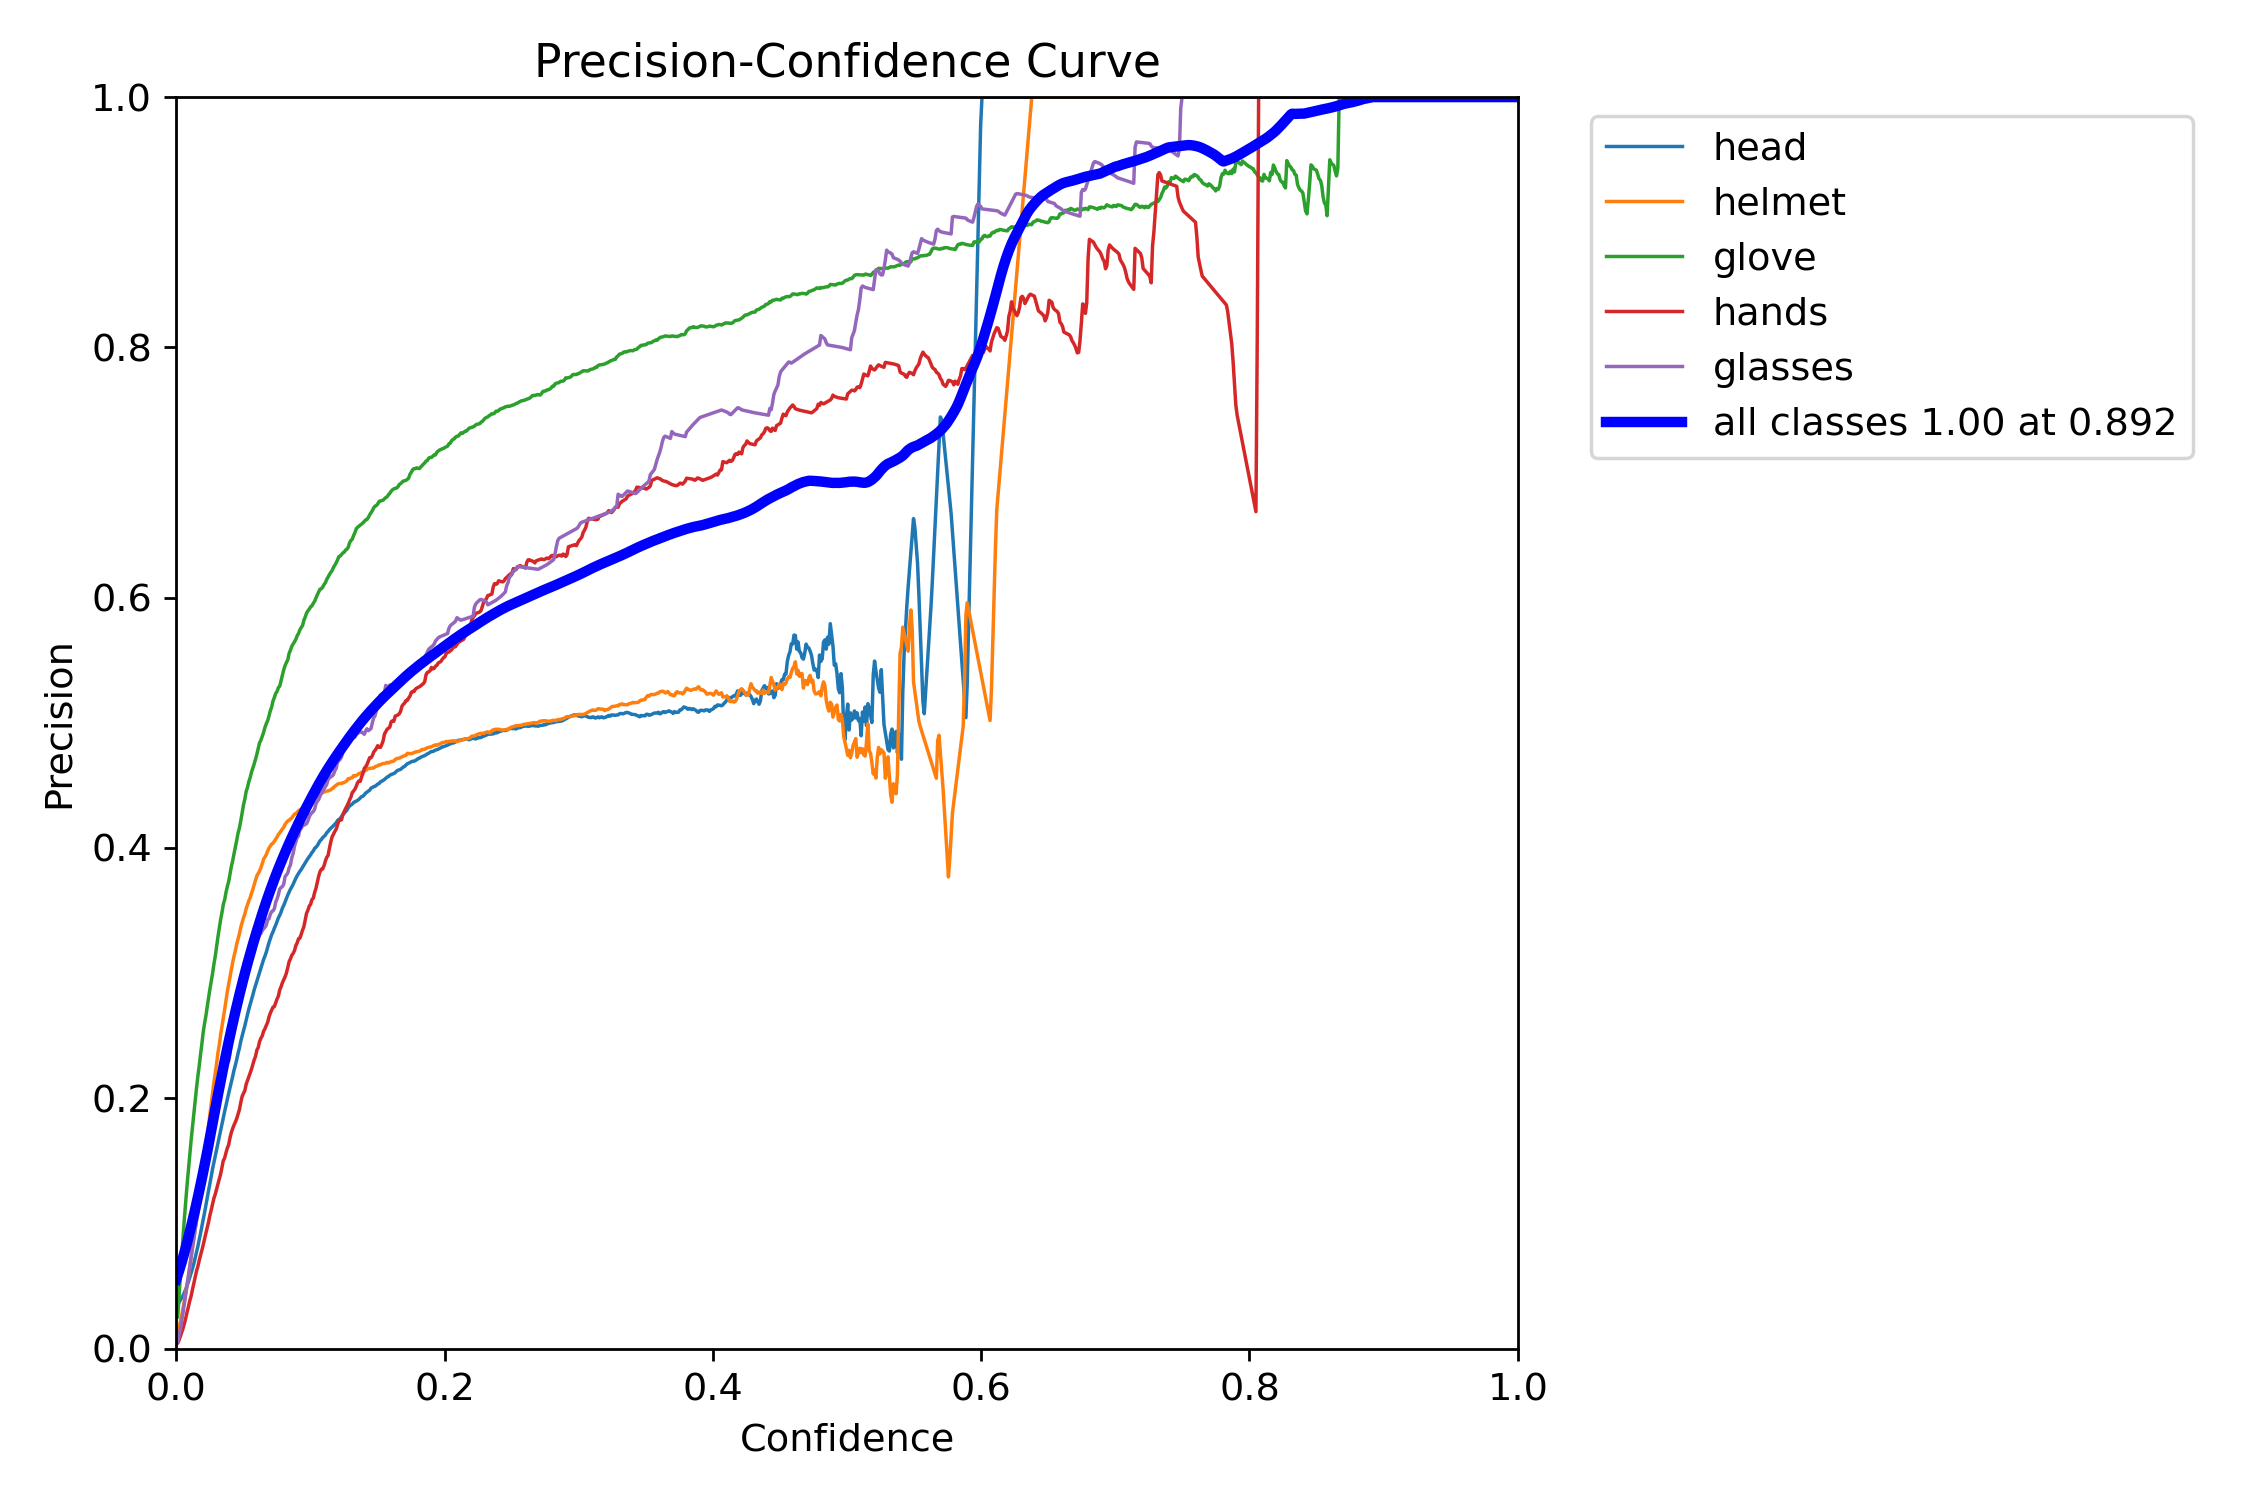 Precision-Confidence Curve
1.0
0.8
0.6
0.4
0.2
0.0
Precision
0.0 0.2 0.4 0.6 0.8 1.0
Confidence
head
helmet
glove
hands
glasses
all classes 1.00 at 0.892